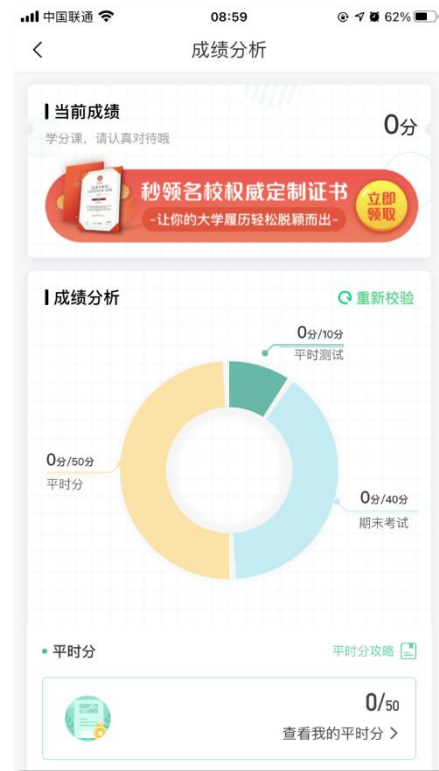 中国联通 08:59 62%
成绩分析
当前成绩
0分
学分课，请认真对待哦
秒领名校权威定制证书
-让你的大学履历轻松脱颖而出-
立即
领取
成绩分析 重新校验
0分/10分
平时测试
0分/50分
平时分
0分/40分
期末考试
平时分 平时分攻略
0/50
查看我的平时分